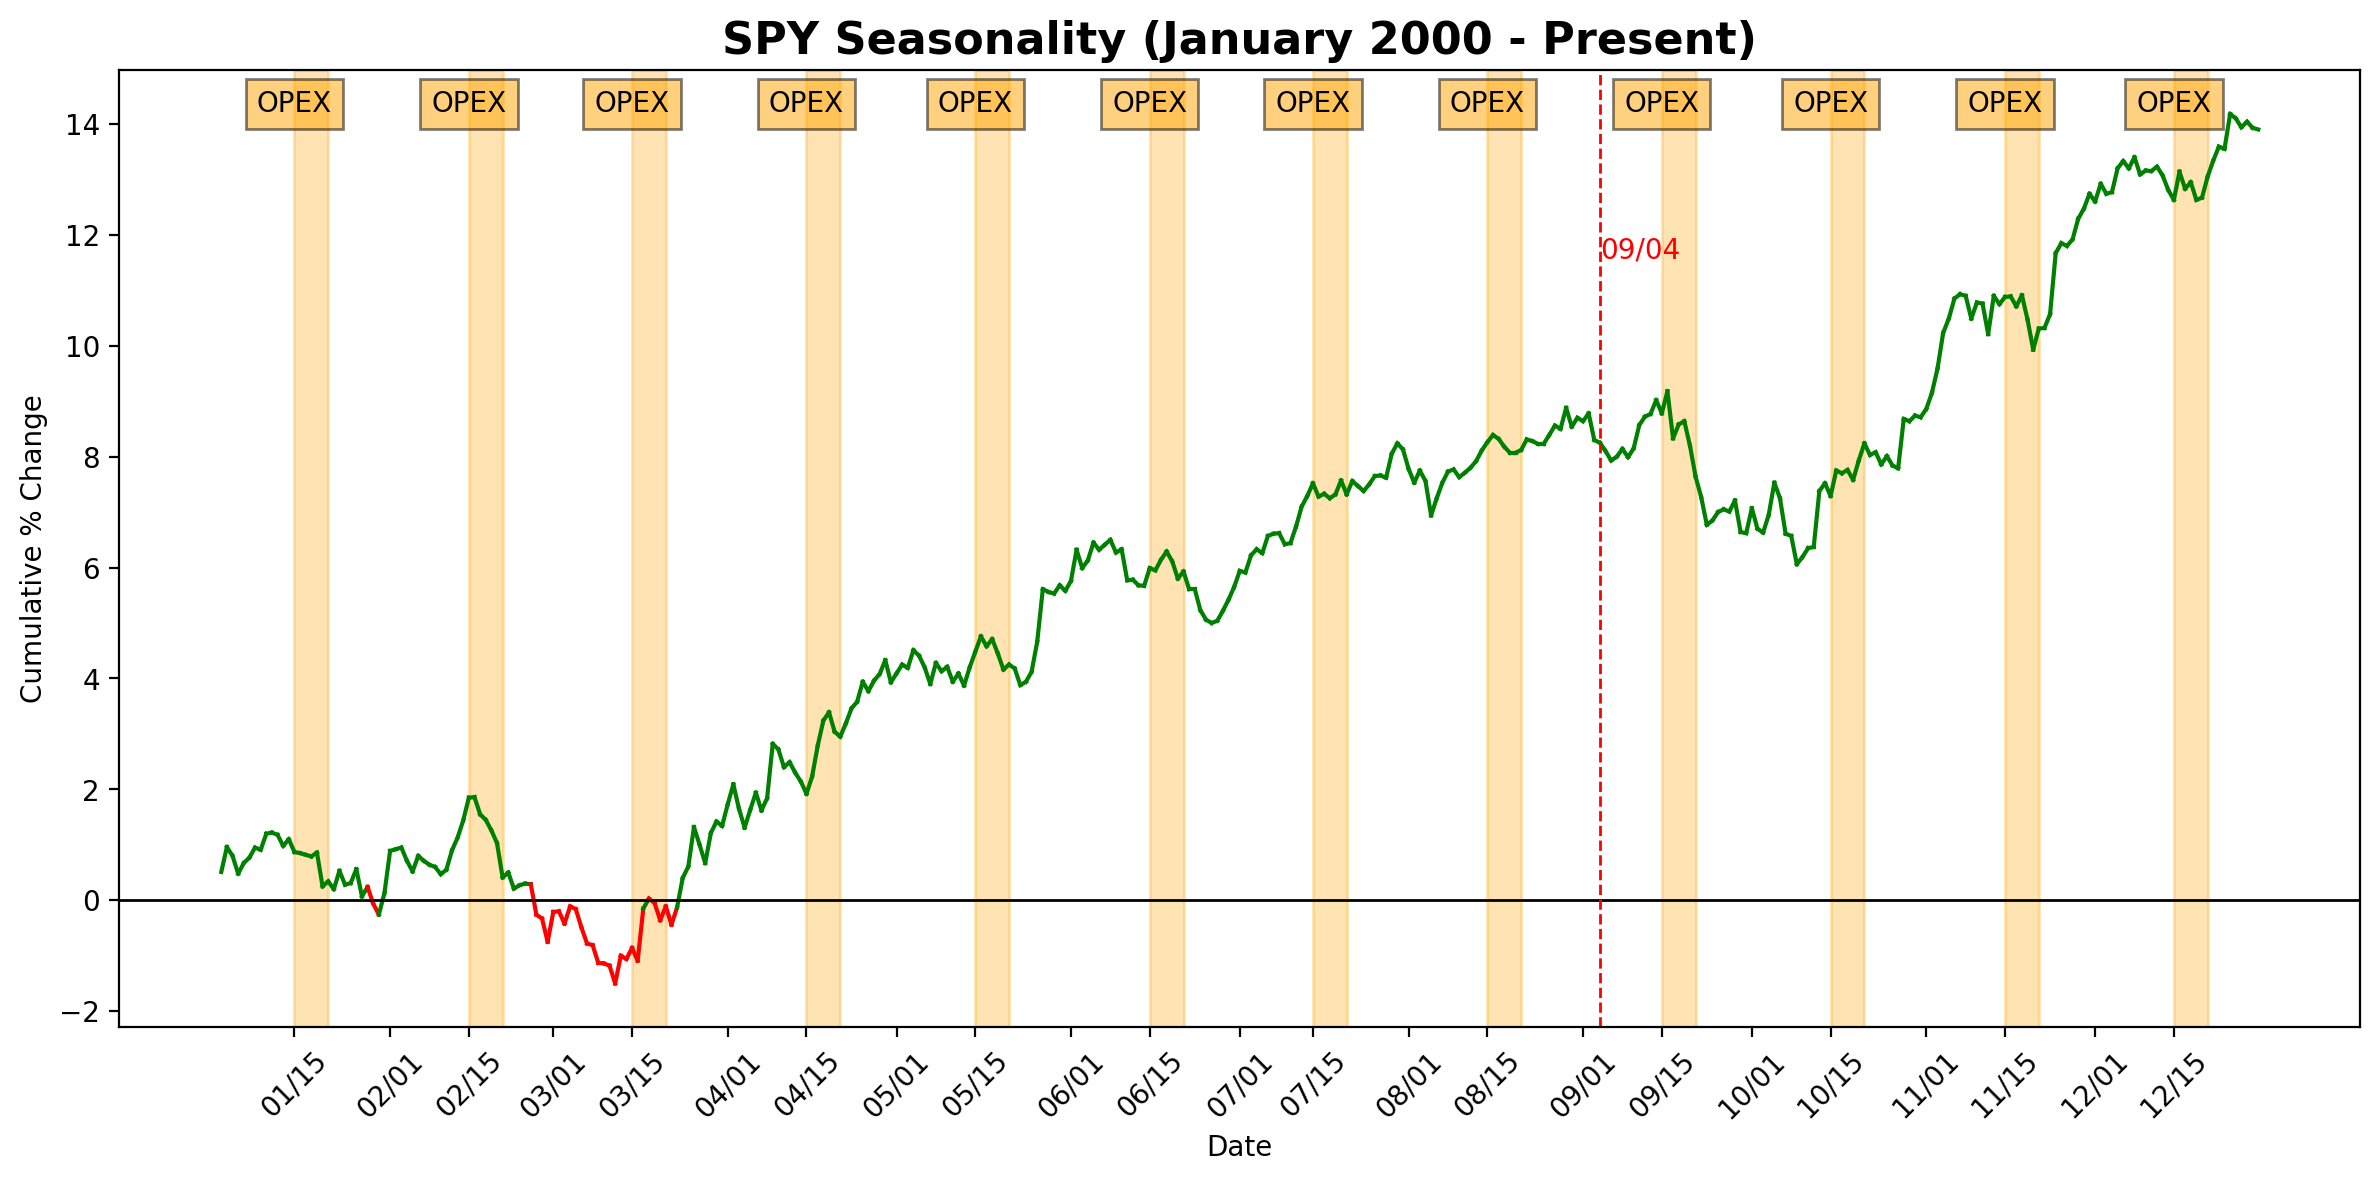 SPY Seasonality (January 2000 - Present)
OPEX OPEX OPEX OPEX OPEX OPEX OPEX OPEX OPEX OPEX OPEX OPEX
09/04
Cumulative % Change
14
12
10
8
6
4
2
0
−2
01/15 02/01 02/15 03/01 03/15 04/01 04/15 05/01 05/15 06/01 06/15 07/01 07/15 08/01 08/15 09/01 09/15 10/01 10/15 11/01 11/15 12/01 12/15
Date